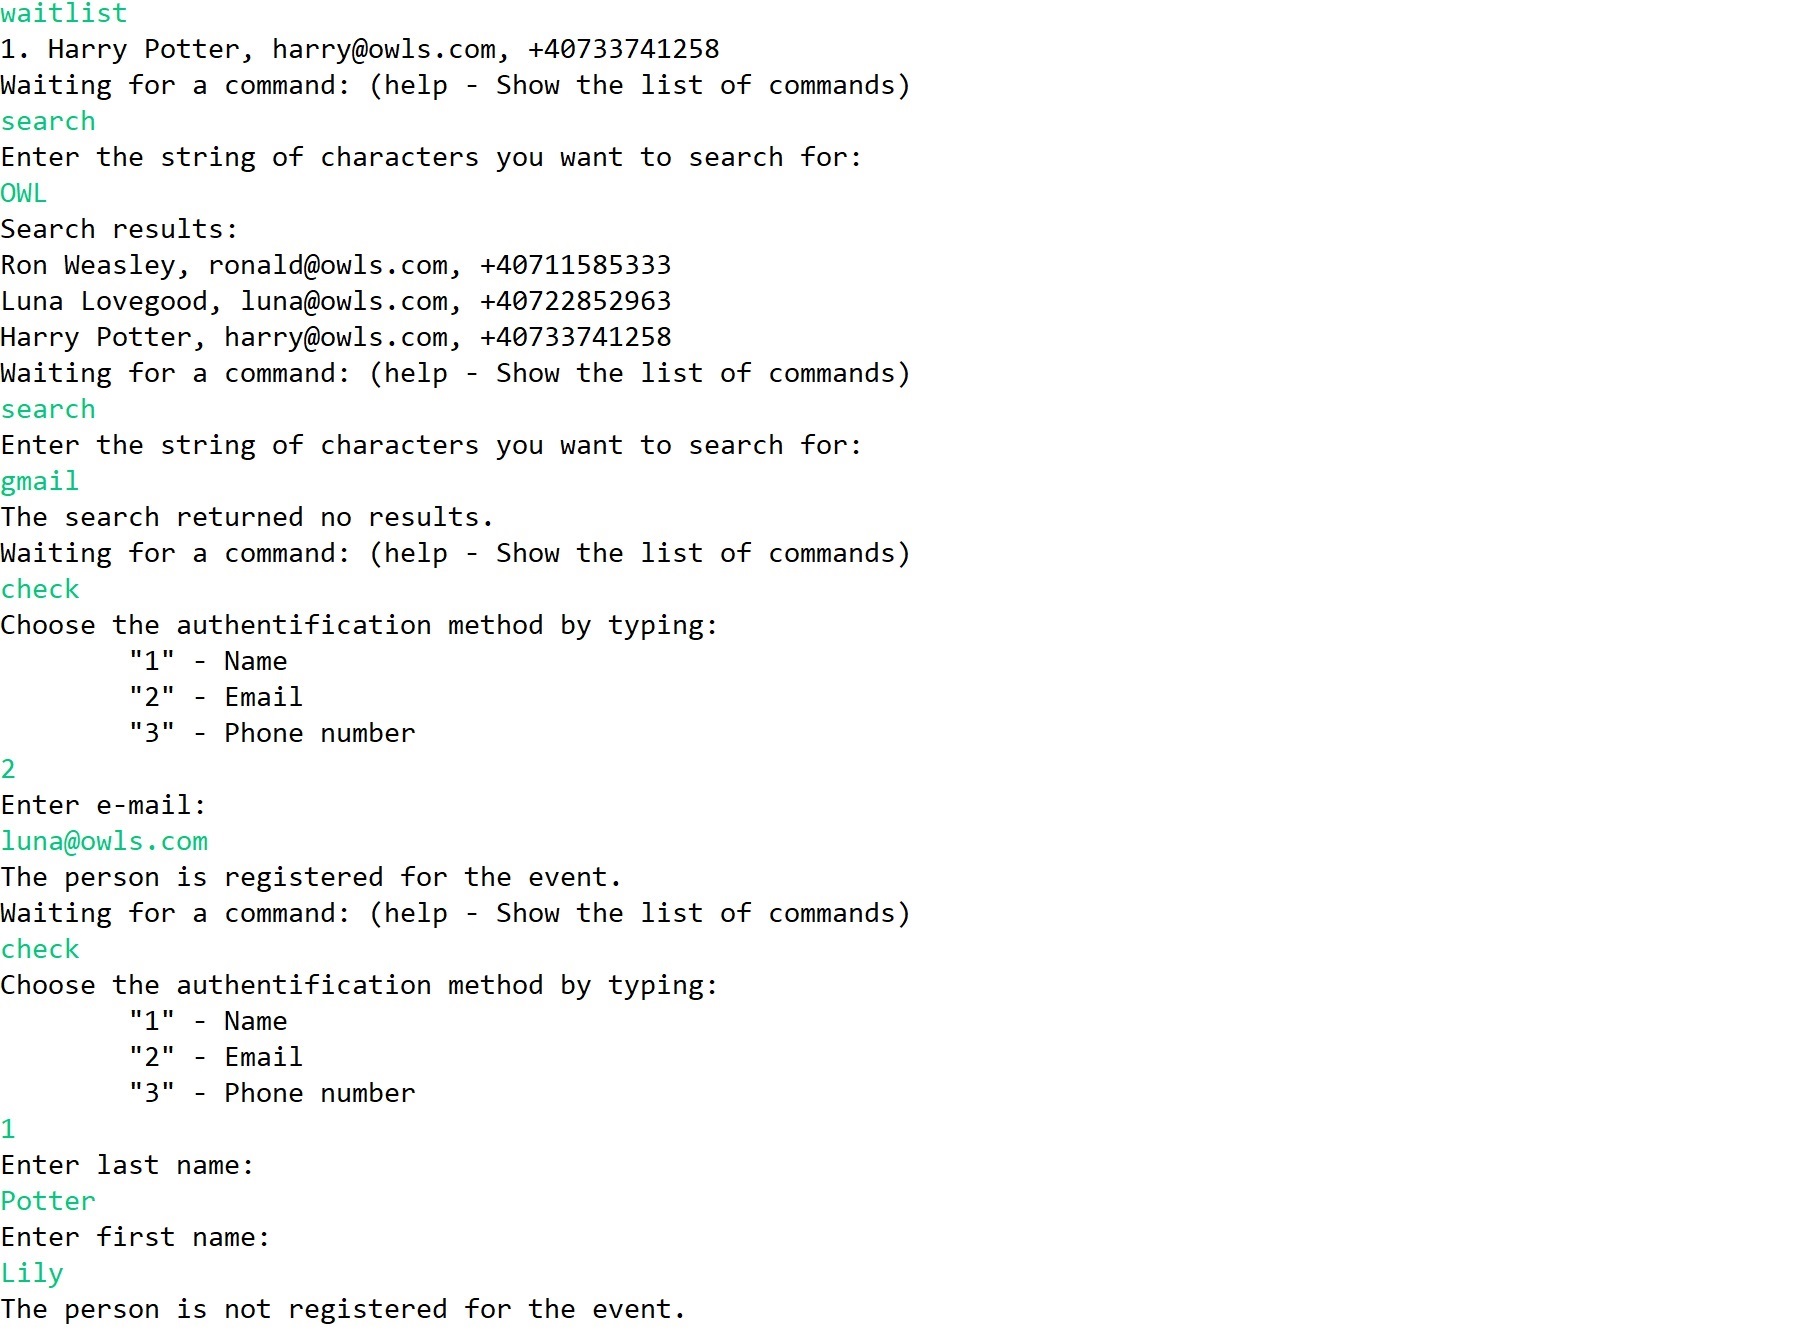 waitlist
1. Harry Potter, harry@owls.com, +40733741258
Waiting for a command: (help - Show the list of commands)
search
Enter the string of characters you want to search for:
OWL
Search results:
Ron Weasley, ronald@owls.com, +40711585333
Luna Lovegood, luna@owls.com, +40722852963
Harry Potter, harry@owls.com, +40733741258
Waiting for a command: (help - Show the list of commands)
search
Enter the string of characters you want to search for:
gmail
The search returned no results.
Waiting for a command: (help - Show the list of commands)
check
Choose the authentification method by typing:
"1" - Name
"2" - Email
"3" - Phone number
2
Enter e-mail:
luna@owls.com
The person is registered for the event.
Waiting for a command: (help - Show the list of commands)
check
Choose the authentification method by typing:
"1" - Name
"2" - Email
"3" - Phone number
1
Enter last name:
Potter
Enter first name:
Lily
The person is not registered for the event.